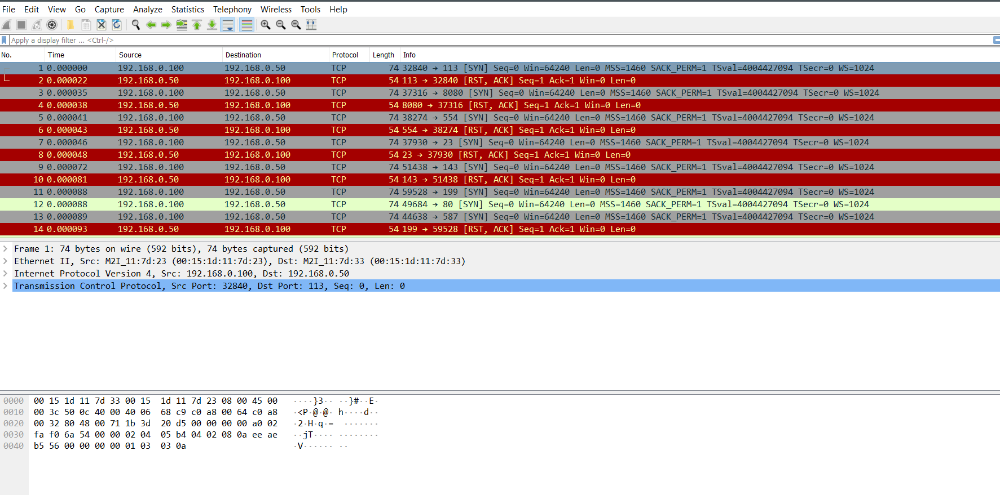 File Edit View Go Capture Analyze Statistics Telephony Wireless Tools Help
Apply a display filter ... <Ctrl-/>
No. Time Source Destination Protocol Length Info
1 0.000000 192.168.0.100 192.168.0.50 TCP 74 32840 → 113 [SYN] Seq=0 Win=64240 Len=0 MSS=1460 SACK_PERM=1 TSval=4004427094 TSecr=0 WS=1024
2 0.000022 192.168.0.50 192.168.0.100 TCP 54 113 → 32840 [RST, ACK] Seq=1 Ack=1 Win=0 Len=0
3 0.000035 192.168.0.100 192.168.0.50 TCP 74 37316 → 8080 [SYN] Seq=0 Win=64240 Len=0 MSS=1460 SACK_PERM=1 TSval=4004427094 TSecr=0 WS=1024
4 0.000038 192.168.0.50 192.168.0.100 TCP 54 8080 → 37316 [RST, ACK] Seq=1 Ack=1 Win=0 Len=0
5 0.000041 192.168.0.100 192.168.0.50 TCP 74 38274 → 554 [SYN] Seq=0 Win=64240 Len=0 MSS=1460 SACK_PERM=1 TSval=4004427094 TSecr=0 WS=1024
6 0.000043 192.168.0.50 192.168.0.100 TCP 54 554 → 38274 [RST, ACK] Seq=1 Ack=1 Win=0 Len=0
7 0.000046 192.168.0.100 192.168.0.50 TCP 74 37930 → 23 [SYN] Seq=0 Win=64240 Len=0 MSS=1460 SACK_PERM=1 TSval=4004427094 TSecr=0 WS=1024
8 0.000048 192.168.0.50 192.168.0.100 TCP 54 23 → 37930 [RST, ACK] Seq=1 Ack=1 Win=0 Len=0
9 0.000072 192.168.0.100 192.168.0.50 TCP 74 51438 → 143 [SYN] Seq=0 Win=64240 Len=0 MSS=1460 SACK_PERM=1 TSval=4004427094 TSecr=0 WS=1024
10 0.000081 192.168.0.50 192.168.0.100 TCP 54 143 → 51438 [RST, ACK] Seq=1 Ack=1 Win=0 Len=0
11 0.000088 192.168.0.100 192.168.0.50 TCP 74 59528 → 199 [SYN] Seq=0 Win=64240 Len=0 MSS=1460 SACK_PERM=1 TSval=4004427094 TSecr=0 WS=1024
12 0.000088 192.168.0.100 192.168.0.50 TCP 74 49684 → 80 [SYN] Seq=0 Win=64240 Len=0 MSS=1460 SACK_PERM=1 TSval=4004427094 TSecr=0 WS=1024
13 0.000089 192.168.0.100 192.168.0.50 TCP 74 44638 → 587 [SYN] Seq=0 Win=64240 Len=0 MSS=1460 SACK_PERM=1 TSval=4004427094 TSecr=0 WS=1024
14 0.000093 192.168.0.50 192.168.0.100 TCP 54 199 → 59528 [RST, ACK] Seq=1 Ack=1 Win=0 Len=0
Frame 1: 74 bytes on wire (592 bits), 74 bytes captured (592 bits)
Ethernet II, Src: M2I_11:7d:23 (00:15:1d:11:7d:23), Dst: M2I_11:7d:33 (00:15:1d:11:7d:33)
Internet Protocol Version 4, Src: 192.168.0.100, Dst: 192.168.0.50
Transmission Control Protocol, Src Port: 32840, Dst Port: 113, Seq: 0, Len: 0
0000 00 15 1d 11 7d 33 00 15 1d 11 7d 23 08 00 45 00 ····}3·· ··}#··E·
0010 00 3c 50 0c 40 00 40 06 68 c9 c0 a8 00 64 c0 a8 ·<P·@·@· h····d··
0020 00 32 80 48 00 71 1b 3d 20 d5 00 00 00 00 a0 02 ·2·H·q·= ·······
0030 fa f0 6a 54 00 00 02 04 05 b4 04 02 08 0a ee ae ··jT···· ········
0040 b5 56 00 00 00 00 01 03 03 0a ·V······ ··